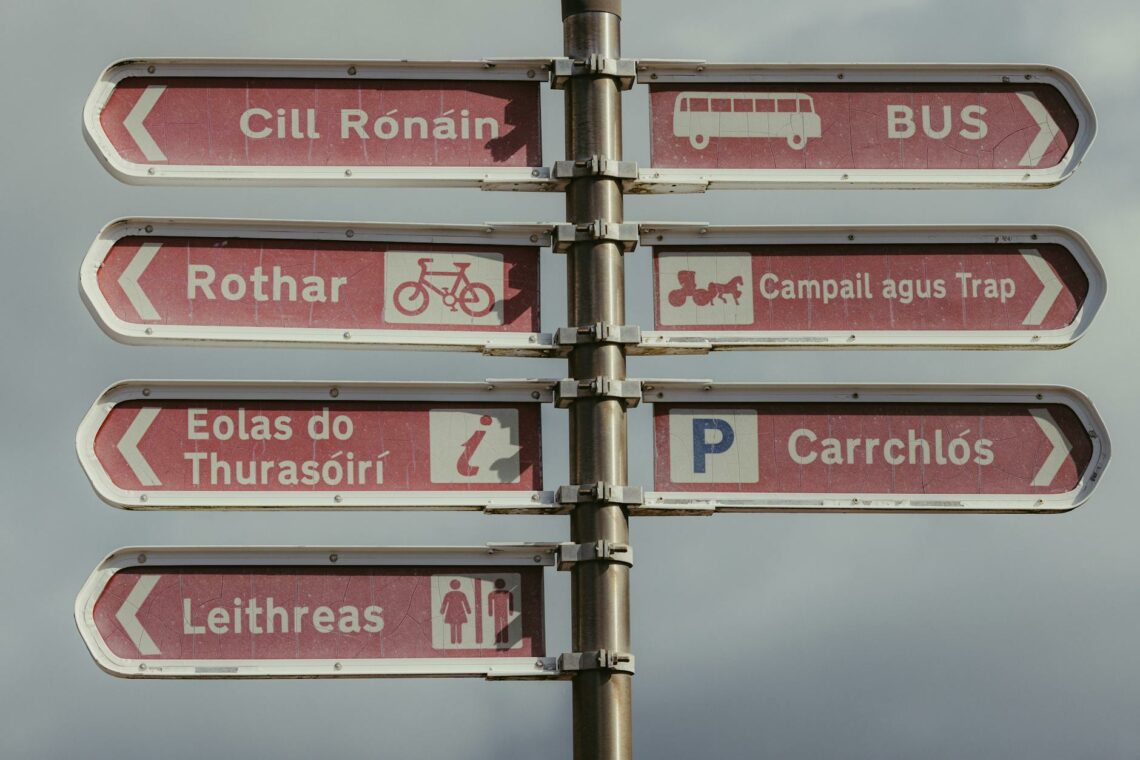 Cill Rónáin
BUS
Rothar
Campail agus Trap
Eolas do
Thurasóirí
P
Carrchlós
Leithreas